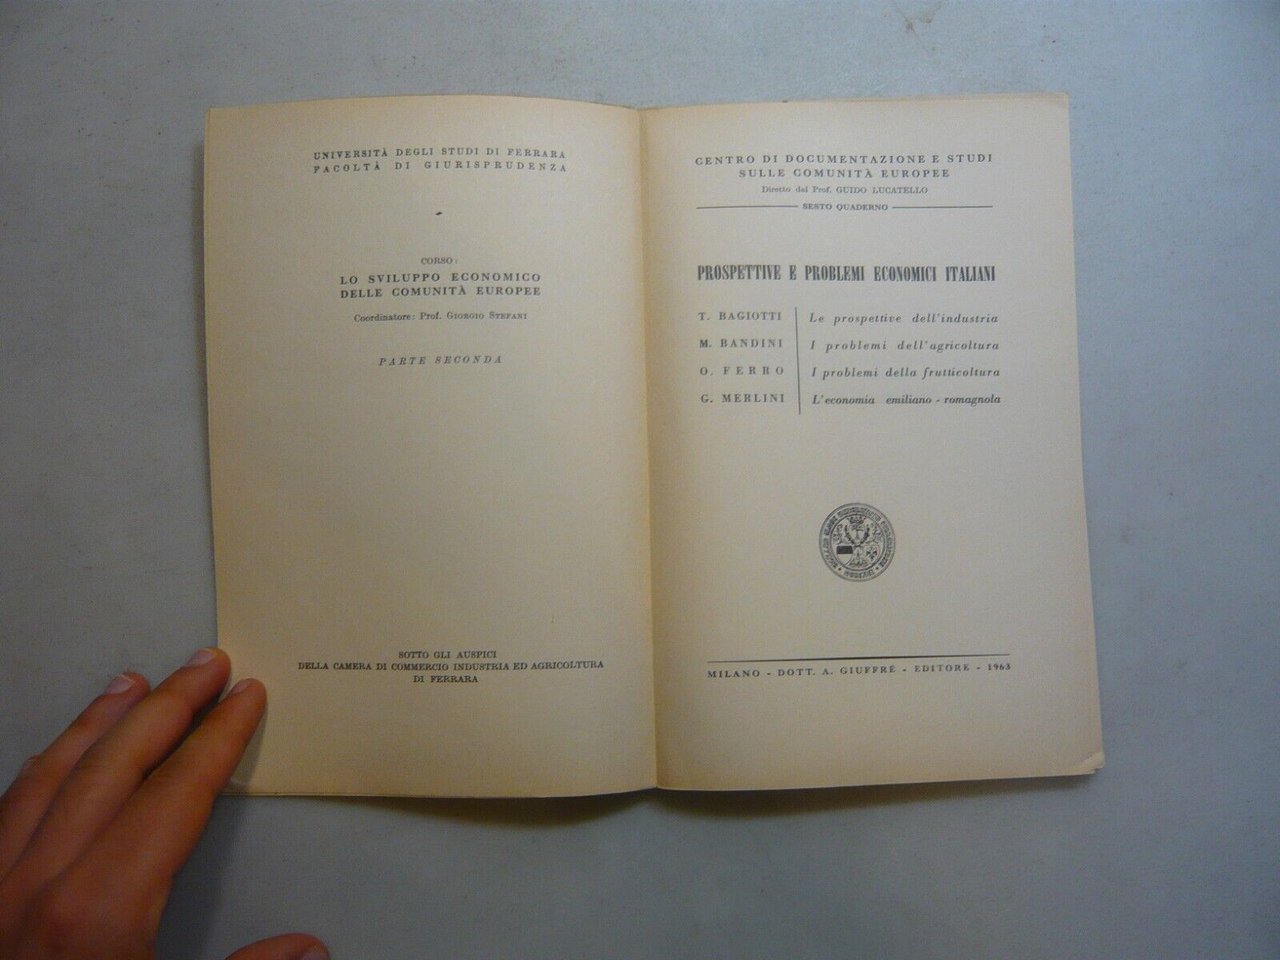 UNIVERSITÀ DEGLI STUDI DI FERRARA
FACOLTÀ DI GIURISPRUDENZA
CORSO:
LO SVILUPPO ECONOMICO
DELLE COMUNITÀ EUROPEE
Coordinatore: Prof. GIORGIO STEFANI
PARTE SECONDA
SOTTO GLI AUSPICI
DELLA CAMERA DI COMMERCIO INDUSTRIA ED AGRICOLTURA
DI FERRARA
CENTRO DI DOCUMENTAZIONE E STUDI
SULLE COMUNITÀ EUROPEE
Diretto dal Prof. GUIDO LUCATELLO
SESTO QUADERNO
PROSPETTIVE E PROBLEMI ECONOMICI ITALIANI
T. BAGIOTTI Le prospettive dell'industria
M. BANDINI I problemi dell'agricoltura
O. FERRO I problemi della frutticoltura
G. MERLINI L'economia emiliano - romagnola
MILANO - DOTT. A. GIUFFRÈ - EDITORE - 1963